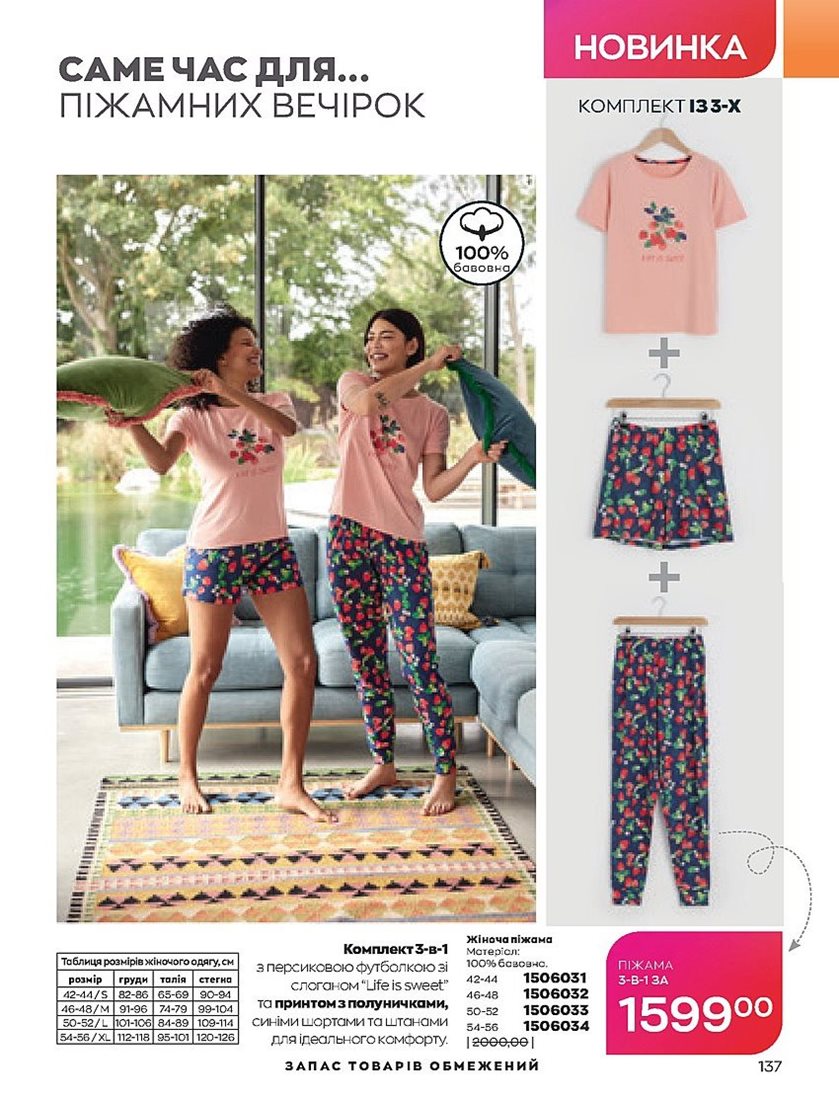 САМЕ ЧАС ДЛЯ...
ПІЖАМНИХ ВЕЧІРОК
НОВИНКА
КОМПЛЕКТ ІЗ 3-Х
100%
бавовна
Life is sweet
+
+
Таблиця розмірів жіночого одягу, см
розмір груди талія стегна
42-44 / S 82-86 65-69 90-94
46-48 / M 91-96 74-79 99-104
50-52 / L 101-106 84-89 109-114
54-56 / XL 112-118 95-101 120-126
Комплект 3-в-1
з персиковою футболкою зі
слоганом "Life is sweet"
та принтом з полуничками,
синіми шортами та штанами
для ідеального комфорту.
Жіноча піжама
Матеріал:
100% бавовна.
42-44 1506031
46-48 1506032
50-52 1506033
54-56 1506034
| 2000,00 |
ПІЖАМА
3-В-1 ЗА
1599⁰⁰
ЗАПАС ТОВАРІВ ОБМЕЖЕНИЙ
137